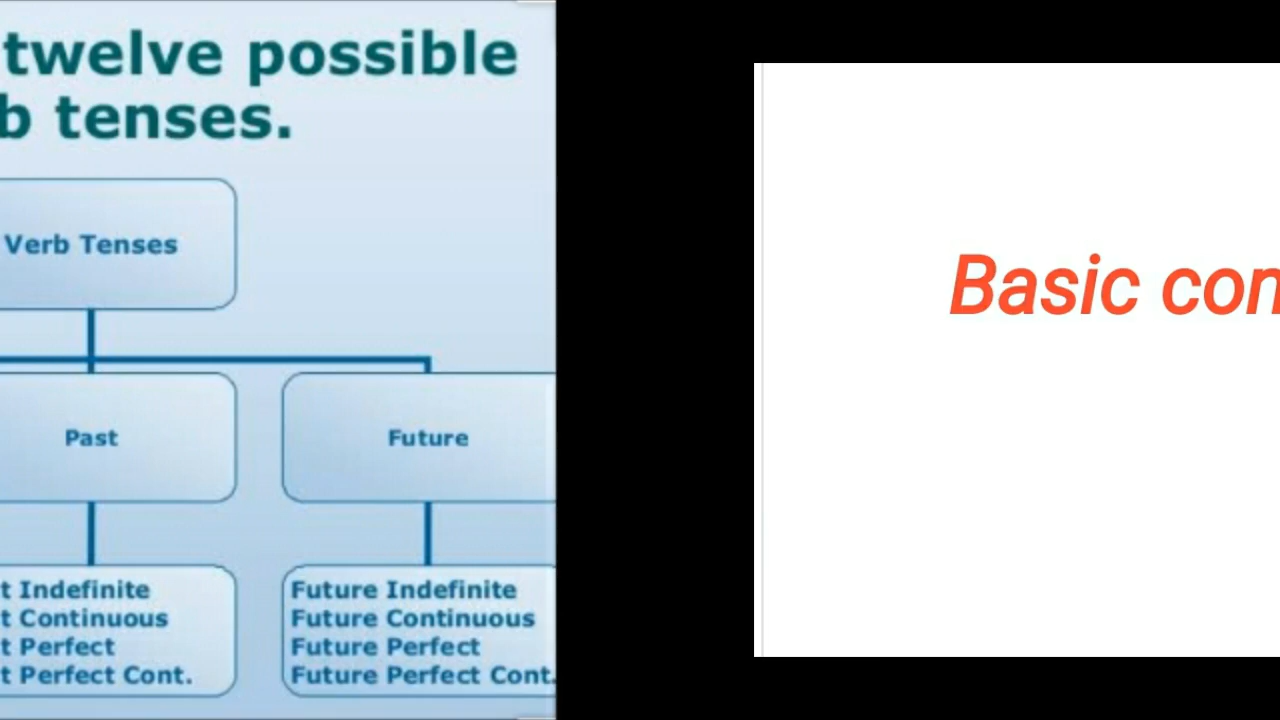 twelve possible
b tenses.
Verb Tenses
Past
Future
t Indefinite
t Continuous
t Perfect
t Perfect Cont.
Future Indefinite
Future Continuous
Future Perfect
Future Perfect Cont.
Basic con